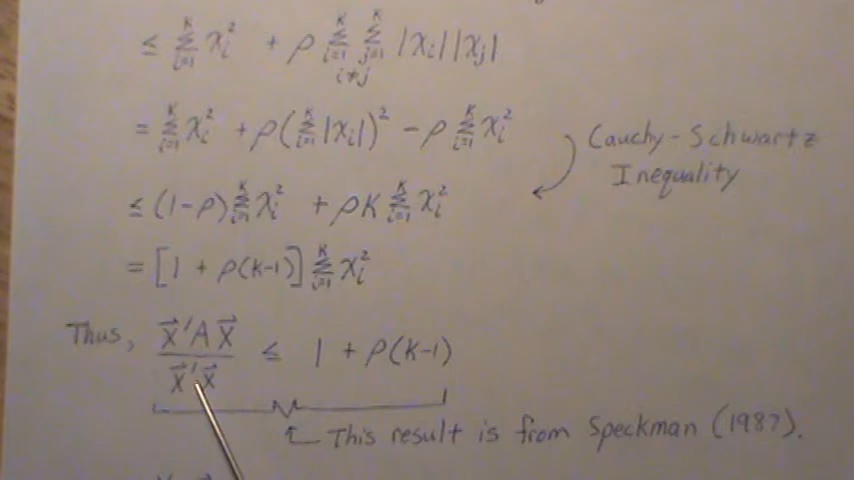 ≤ Σ_{i=1}^{K} x_i² + ρ Σ_{i=1}^{K} Σ_{j=1}^{K} |x_i||x_j|
i≠j
= Σ_{i=1}^{K} x_i² + ρ(Σ_{i=1}^{K} |x_i|)² - ρ Σ_{i=1}^{K} x_i²
Cauchy-Schwartz
Inequality
≤ (1-ρ) Σ_{i=1}^{K} x_i² + ρK Σ_{i=1}^{K} x_i²
= [1 + ρ(K-1)] Σ_{i=1}^{K} x_i²
Thus, (x⃗'Ax⃗)/(x⃗'x⃗) ≤ 1 + ρ(K-1)
This result is from Speckman (1987).